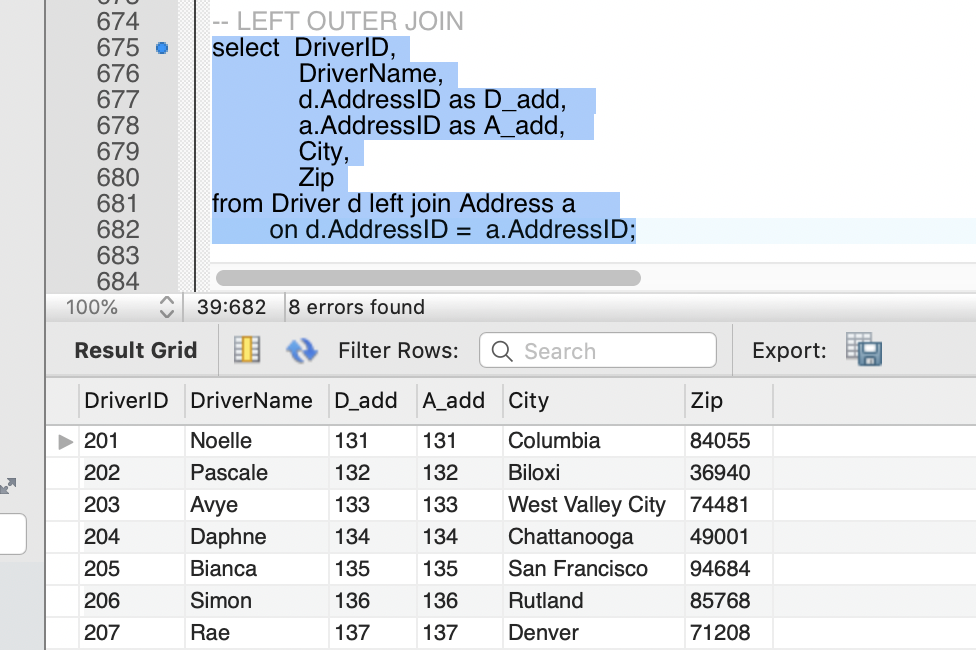 673
674 -- LEFT OUTER JOIN
675 select DriverID,
676 DriverName,
677 d.AddressID as D_add,
678 a.AddressID as A_add,
679 City,
680 Zip
681 from Driver d left join Address a
682 on d.AddressID = a.AddressID;
683
684
100% 39:682 8 errors found
Result Grid Filter Rows: Search Export:
DriverID DriverName D_add A_add City Zip
201 Noelle 131 131 Columbia 84055
202 Pascale 132 132 Biloxi 36940
203 Avye 133 133 West Valley City 74481
204 Daphne 134 134 Chattanooga 49001
205 Bianca 135 135 San Francisco 94684
206 Simon 136 136 Rutland 85768
207 Rae 137 137 Denver 71208